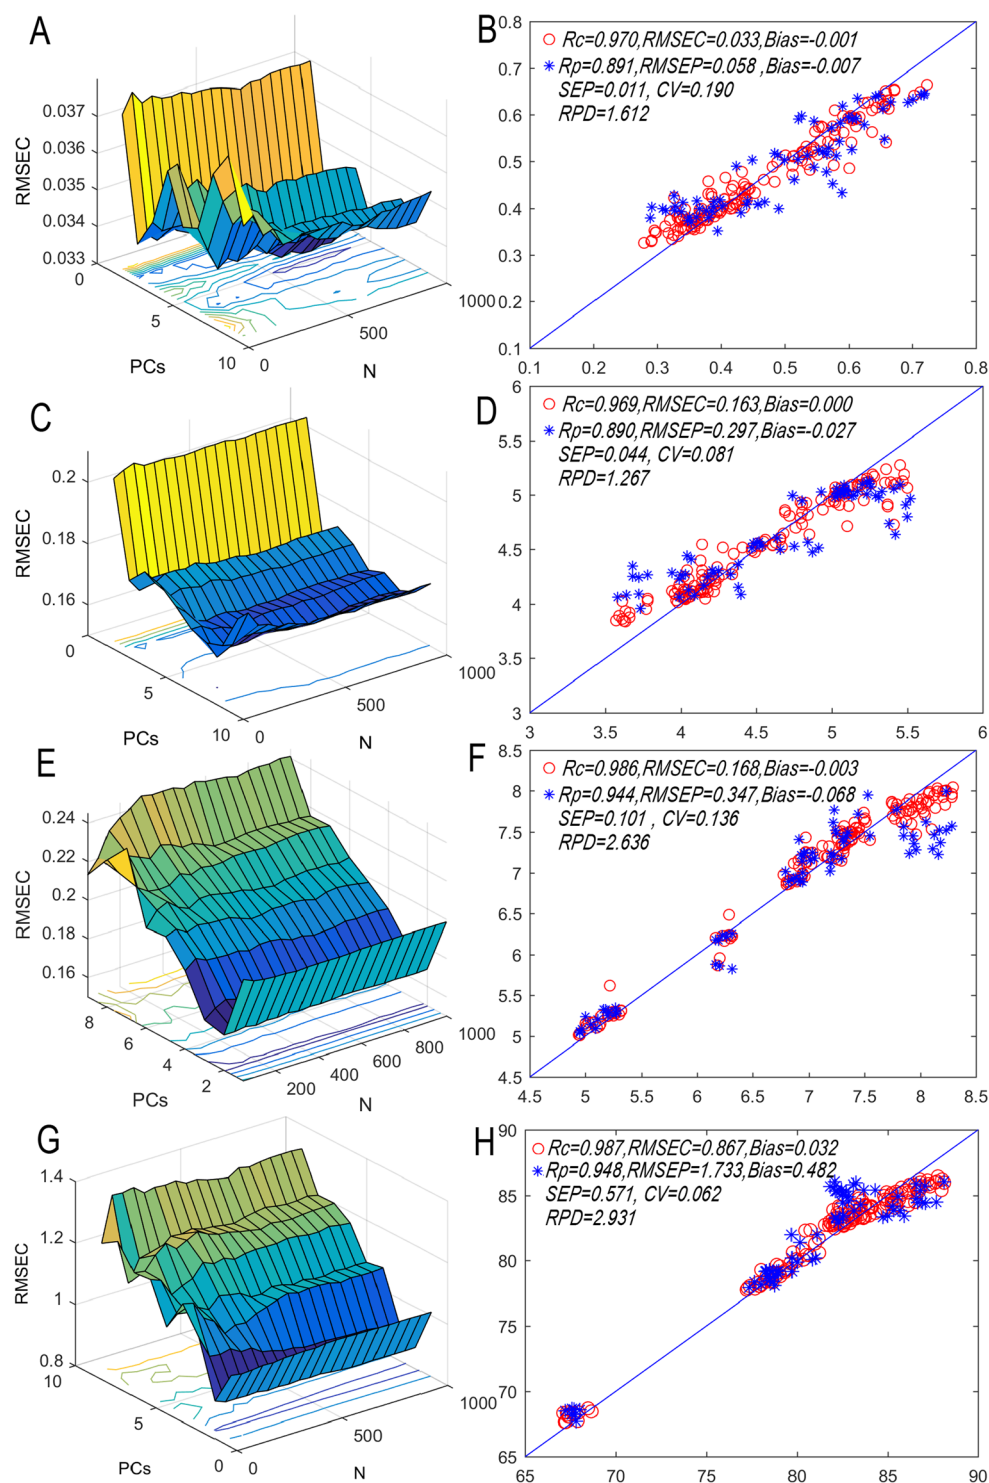 A
RMSEC
0.037
0.036
0.035
0.034
0.033
0
5
10
PCs
0
500
1000
N
B
0.8
0.7
0.6
0.5
0.4
0.3
0.2
0.1
Rc=0.970,RMSEC=0.033,Bias=-0.001
Rp=0.891,RMSEP=0.058 ,Bias=-0.007
SEP=0.011, CV=0.190
RPD=1.612
0.1 0.2 0.3 0.4 0.5 0.6 0.7 0.8
C
RMSEC
0.2
0.18
0.16
0
5
10
PCs
0
500
1000
N
D
6
5.5
5
4.5
4
3.5
3
Rc=0.969,RMSEC=0.163,Bias=0.000
Rp=0.890,RMSEP=0.297,Bias=-0.027
SEP=0.044, CV=0.081
RPD=1.267
3 3.5 4 4.5 5 5.5 6
E
RMSEC
0.24
0.22
0.2
0.18
0.16
8
6
4
2
PCs
200
400
600
800
1000
N
F
8.5
8
7.5
7
6.5
6
5.5
5
4.5
Rc=0.986,RMSEC=0.168,Bias=-0.003
Rp=0.944,RMSEP=0.347,Bias=-0.068
SEP=0.101 , CV=0.136
RPD=2.636
4.5 5 5.5 6 6.5 7 7.5 8 8.5
G
RMSEC
1.4
1.2
1
0.8
10
5
0
PCs
0
500
1000
N
H
90
85
80
75
70
65
Rc=0.987,RMSEC=0.867,Bias=0.032
Rp=0.948,RMSEP=1.733,Bias=0.482
SEP=0.571, CV=0.062
RPD=2.931
65 70 75 80 85 90